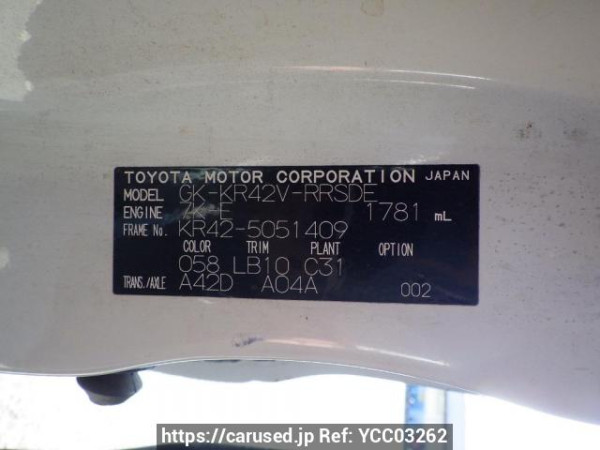 TOYOTA MOTOR CORPORATION JAPAN
MODEL GK-KR42V-RRSDE
ENGINE 7K-E 1781 mL
FRAME No. KR42-5051409
COLOR TRIM PLANT OPTION
058 LB10 C31
TRANS./AXLE A42D A04A 002
https://carused.jp Ref: YCC03262